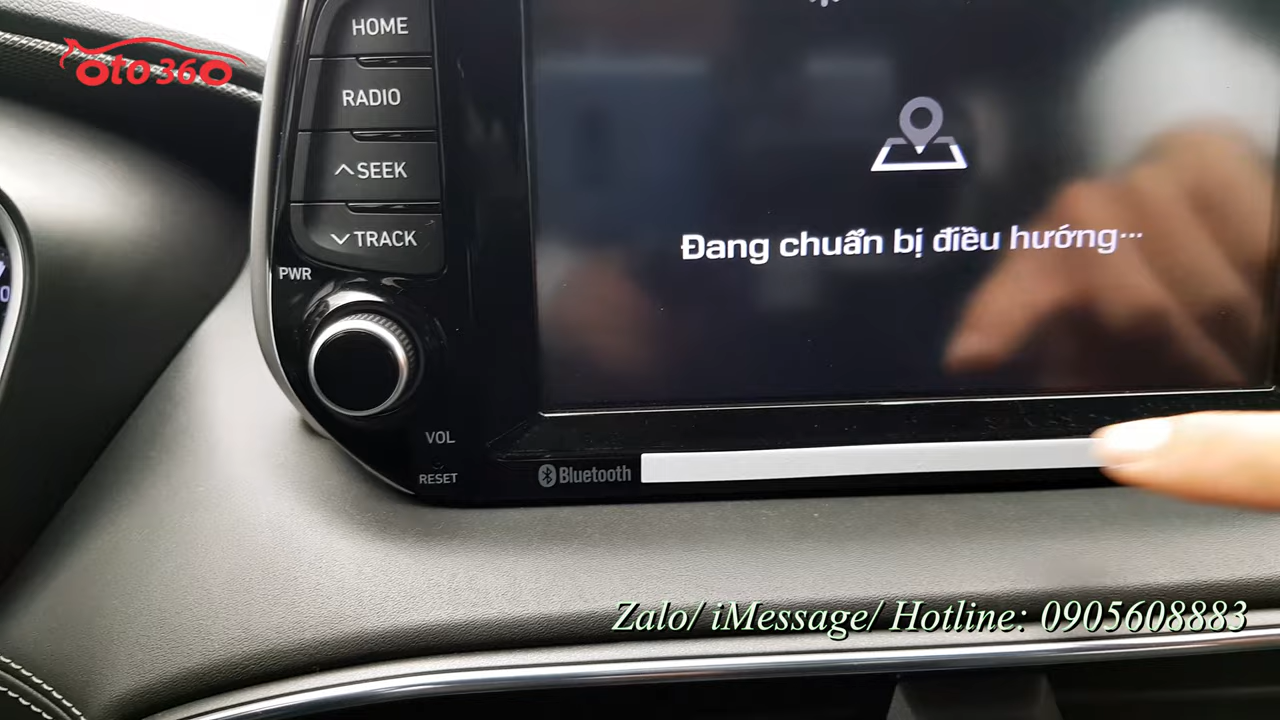 oto360
HOME
RADIO
SEEK
TRACK
PWR
VOL
RESET
Bluetooth
Đang chuẩn bị điều hướng...
Zalo/ iMessage/ Hotline: 0905608883